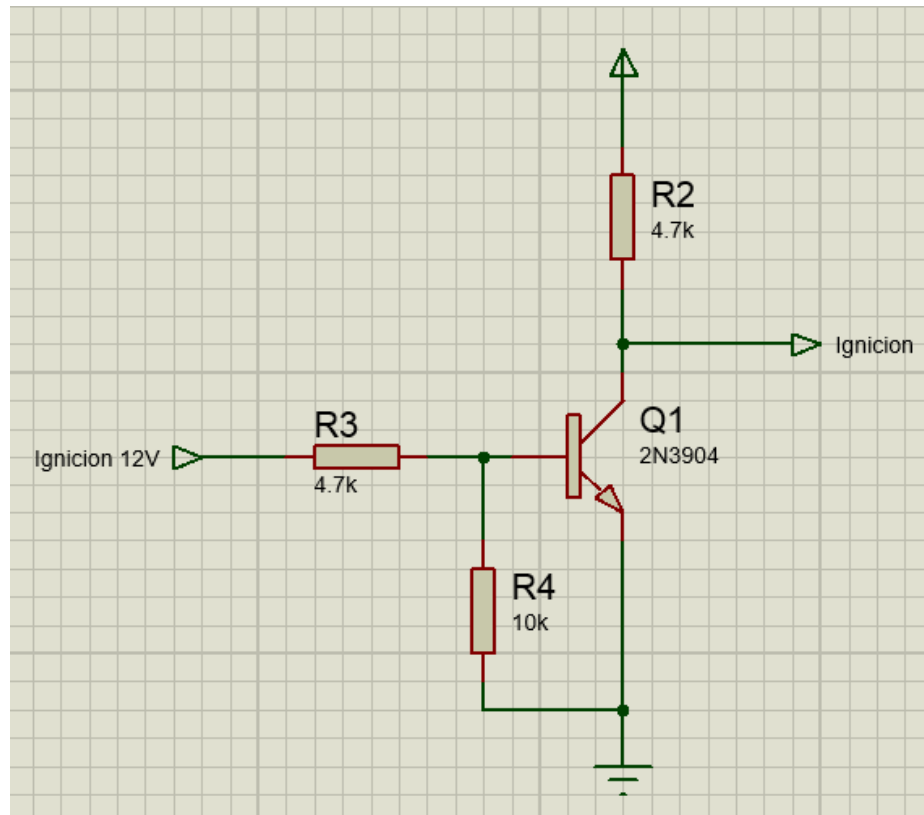 R2
4.7k
Ignicion
Q1
2N3904
R3
Ignicion 12V
4.7k
R4
10k